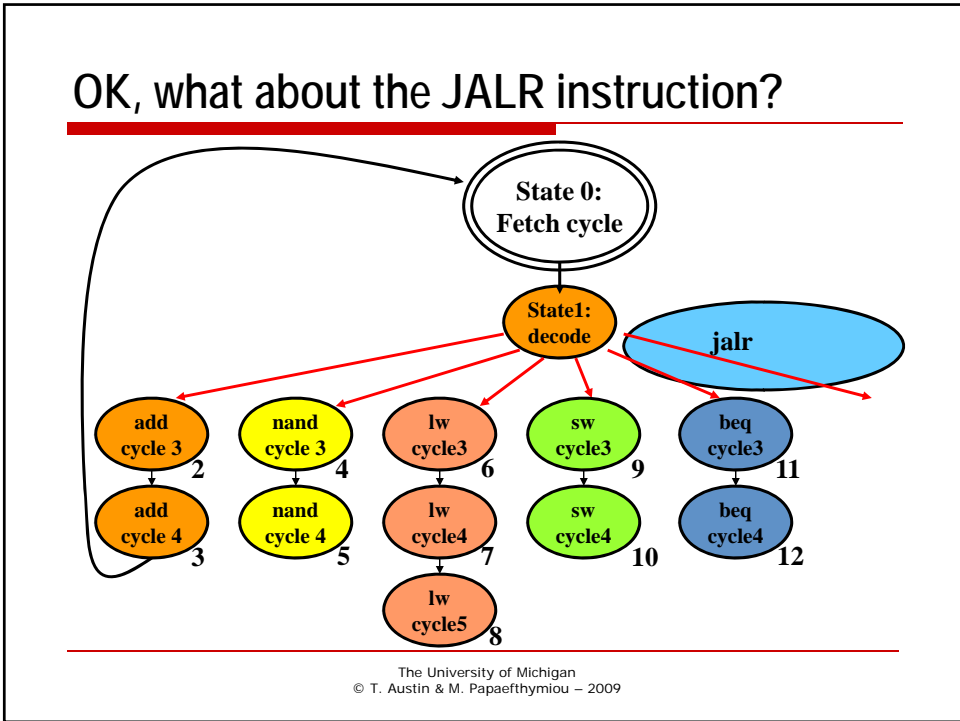 OK, what about the JALR instruction?
State 0:
Fetch cycle
State1:
decode
jalr
add
cycle 3
2
nand
cycle 3
4
lw
cycle3
6
sw
cycle3
9
beq
cycle3
11
add
cycle 4
3
nand
cycle 4
5
lw
cycle4
7
sw
cycle4
10
beq
cycle4
12
lw
cycle5
8
The University of Michigan
© T. Austin & M. Papaefthymiou – 2009